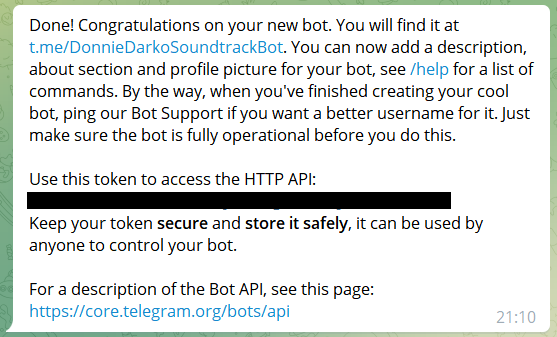 Done! Congratulations on your new bot. You will find it at
t.me/DonnieDarkoSoundtrackBot. You can now add a description,
about section and profile picture for your bot, see /help for a list of
commands. By the way, when you've finished creating your cool
bot, ping our Bot Support if you want a better username for it. Just
make sure the bot is fully operational before you do this.
Use this token to access the HTTP API:
Keep your token secure and store it safely, it can be used by
anyone to control your bot.
For a description of the Bot API, see this page:
https://core.telegram.org/bots/api
21:10